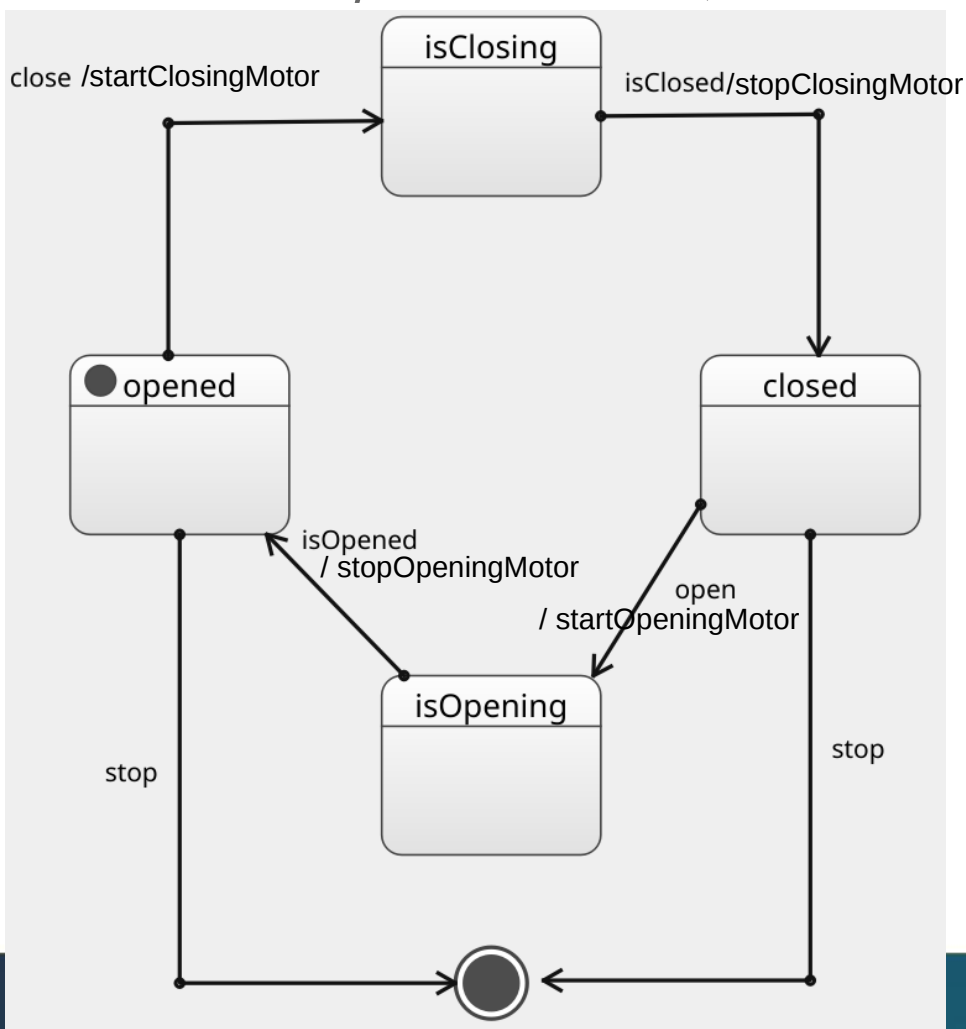 isClosing
close /startClosingMotor
isClosed/stopClosingMotor
opened
closed
isOpened
/ stopOpeningMotor
open
/ startOpeningMotor
isOpening
stop
stop